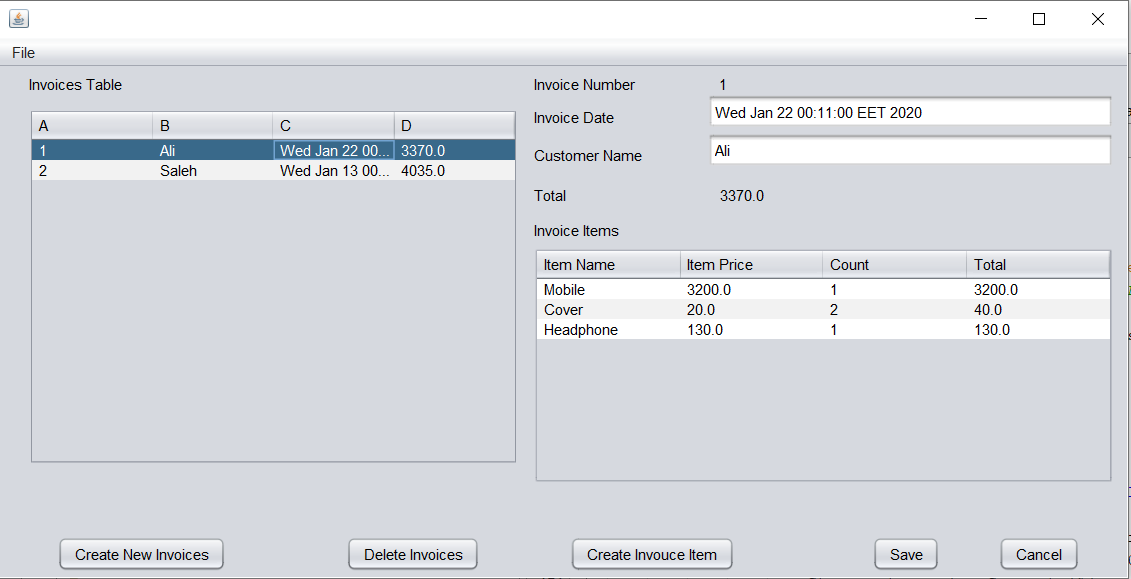 File
Invoices Table
A B C D
1 Ali Wed Jan 22 00... 3370.0
2 Saleh Wed Jan 13 00... 4035.0
Invoice Number 1
Invoice Date Wed Jan 22 00:11:00 EET 2020
Customer Name Ali
Total 3370.0
Invoice Items
Item Name Item Price Count Total
Mobile 3200.0 1 3200.0
Cover 20.0 2 40.0
Headphone 130.0 1 130.0
Create New Invoices Delete Invoices Create Invouce Item Save Cancel